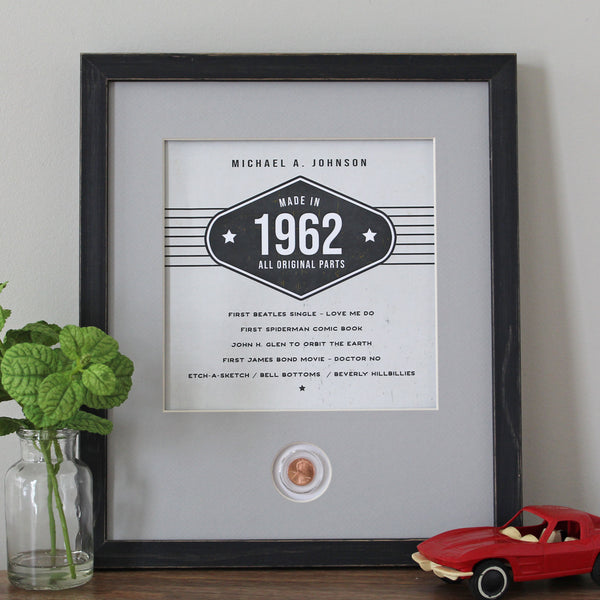 MICHAEL A. JOHNSON
MADE IN
1962
ALL ORIGINAL PARTS
FIRST BEATLES SINGLE - LOVE ME DO
FIRST SPIDERMAN COMIC BOOK
JOHN H. GLEN TO ORBIT THE EARTH
FIRST JAMES BOND MOVIE - DOCTOR NO
ETCH-A-SKETCH / BELL BOTTOMS / BEVERLY HILLBILLIES